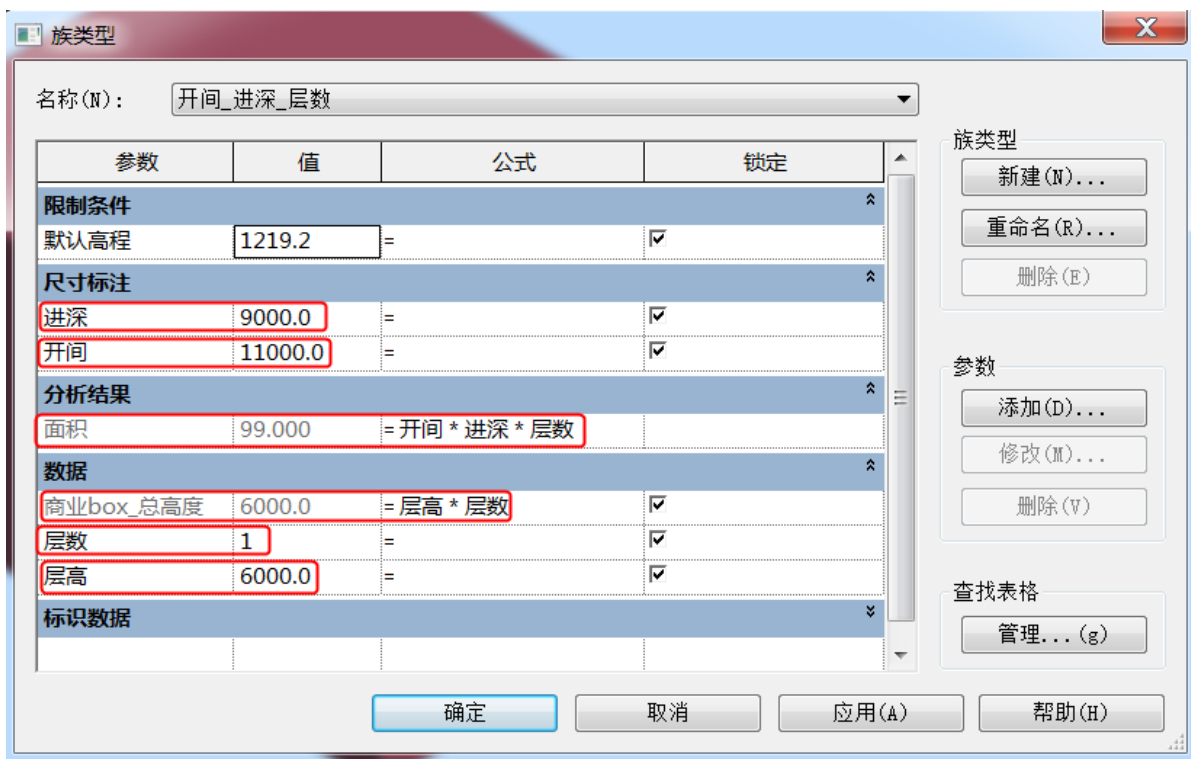 族类型
名称(N): 开间_进深_层数
参数 值 公式 锁定
限制条件
默认高程 1219.2 =
尺寸标注
进深 9000.0 =
开间 11000.0 =
分析结果
面积 99.000 = 开间 * 进深 * 层数
数据
商业box_总高度 6000.0 = 层高 * 层数
层数 1 =
层高 6000.0 =
标识数据
族类型
新建(N)...
重命名(R)...
删除(E)
参数
添加(D)...
修改(M)...
删除(V)
查找表格
管理...(g)
确定 取消 应用(A) 帮助(H)